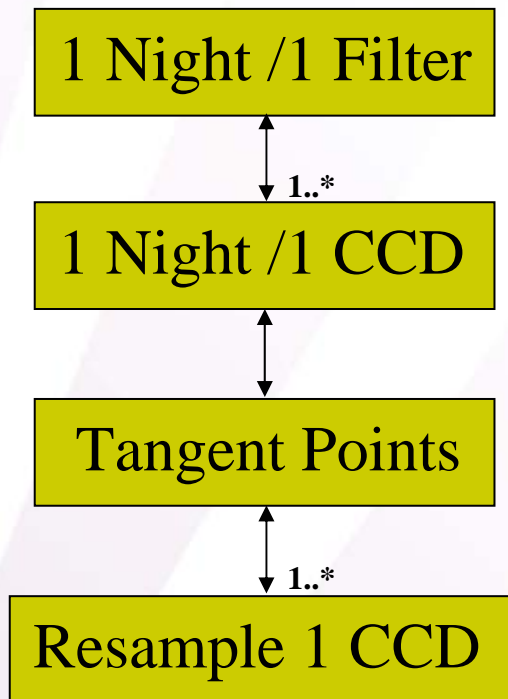 1 Night /1 Filter
1..*
1 Night /1 CCD
Tangent Points
1..*
Resample 1 CCD